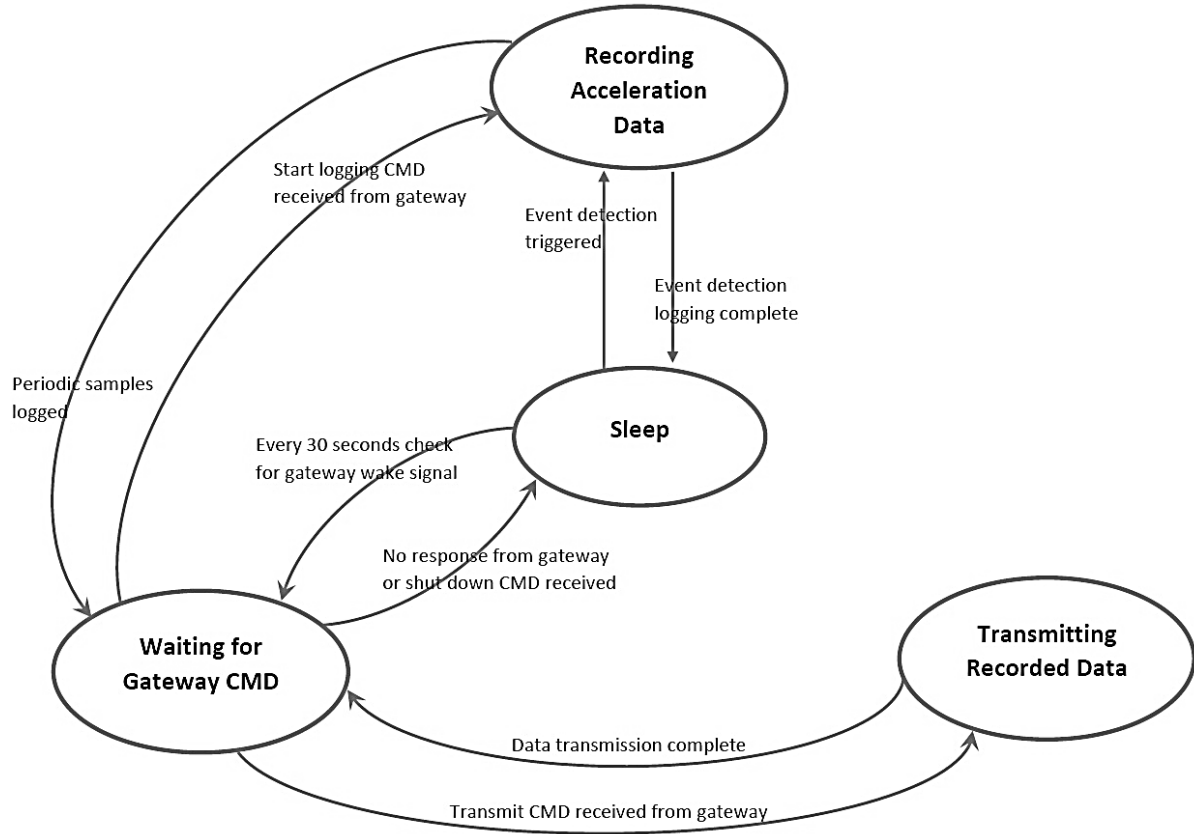 Recording
Acceleration
Data
Start logging CMD
received from gateway
Event detection
triggered
Event detection
logging complete
Periodic samples
logged
Sleep
Every 30 seconds check
for gateway wake signal
No response from gateway
or shut down CMD received
Waiting for
Gateway CMD
Transmitting
Recorded Data
Data transmission complete
Transmit CMD received from gateway